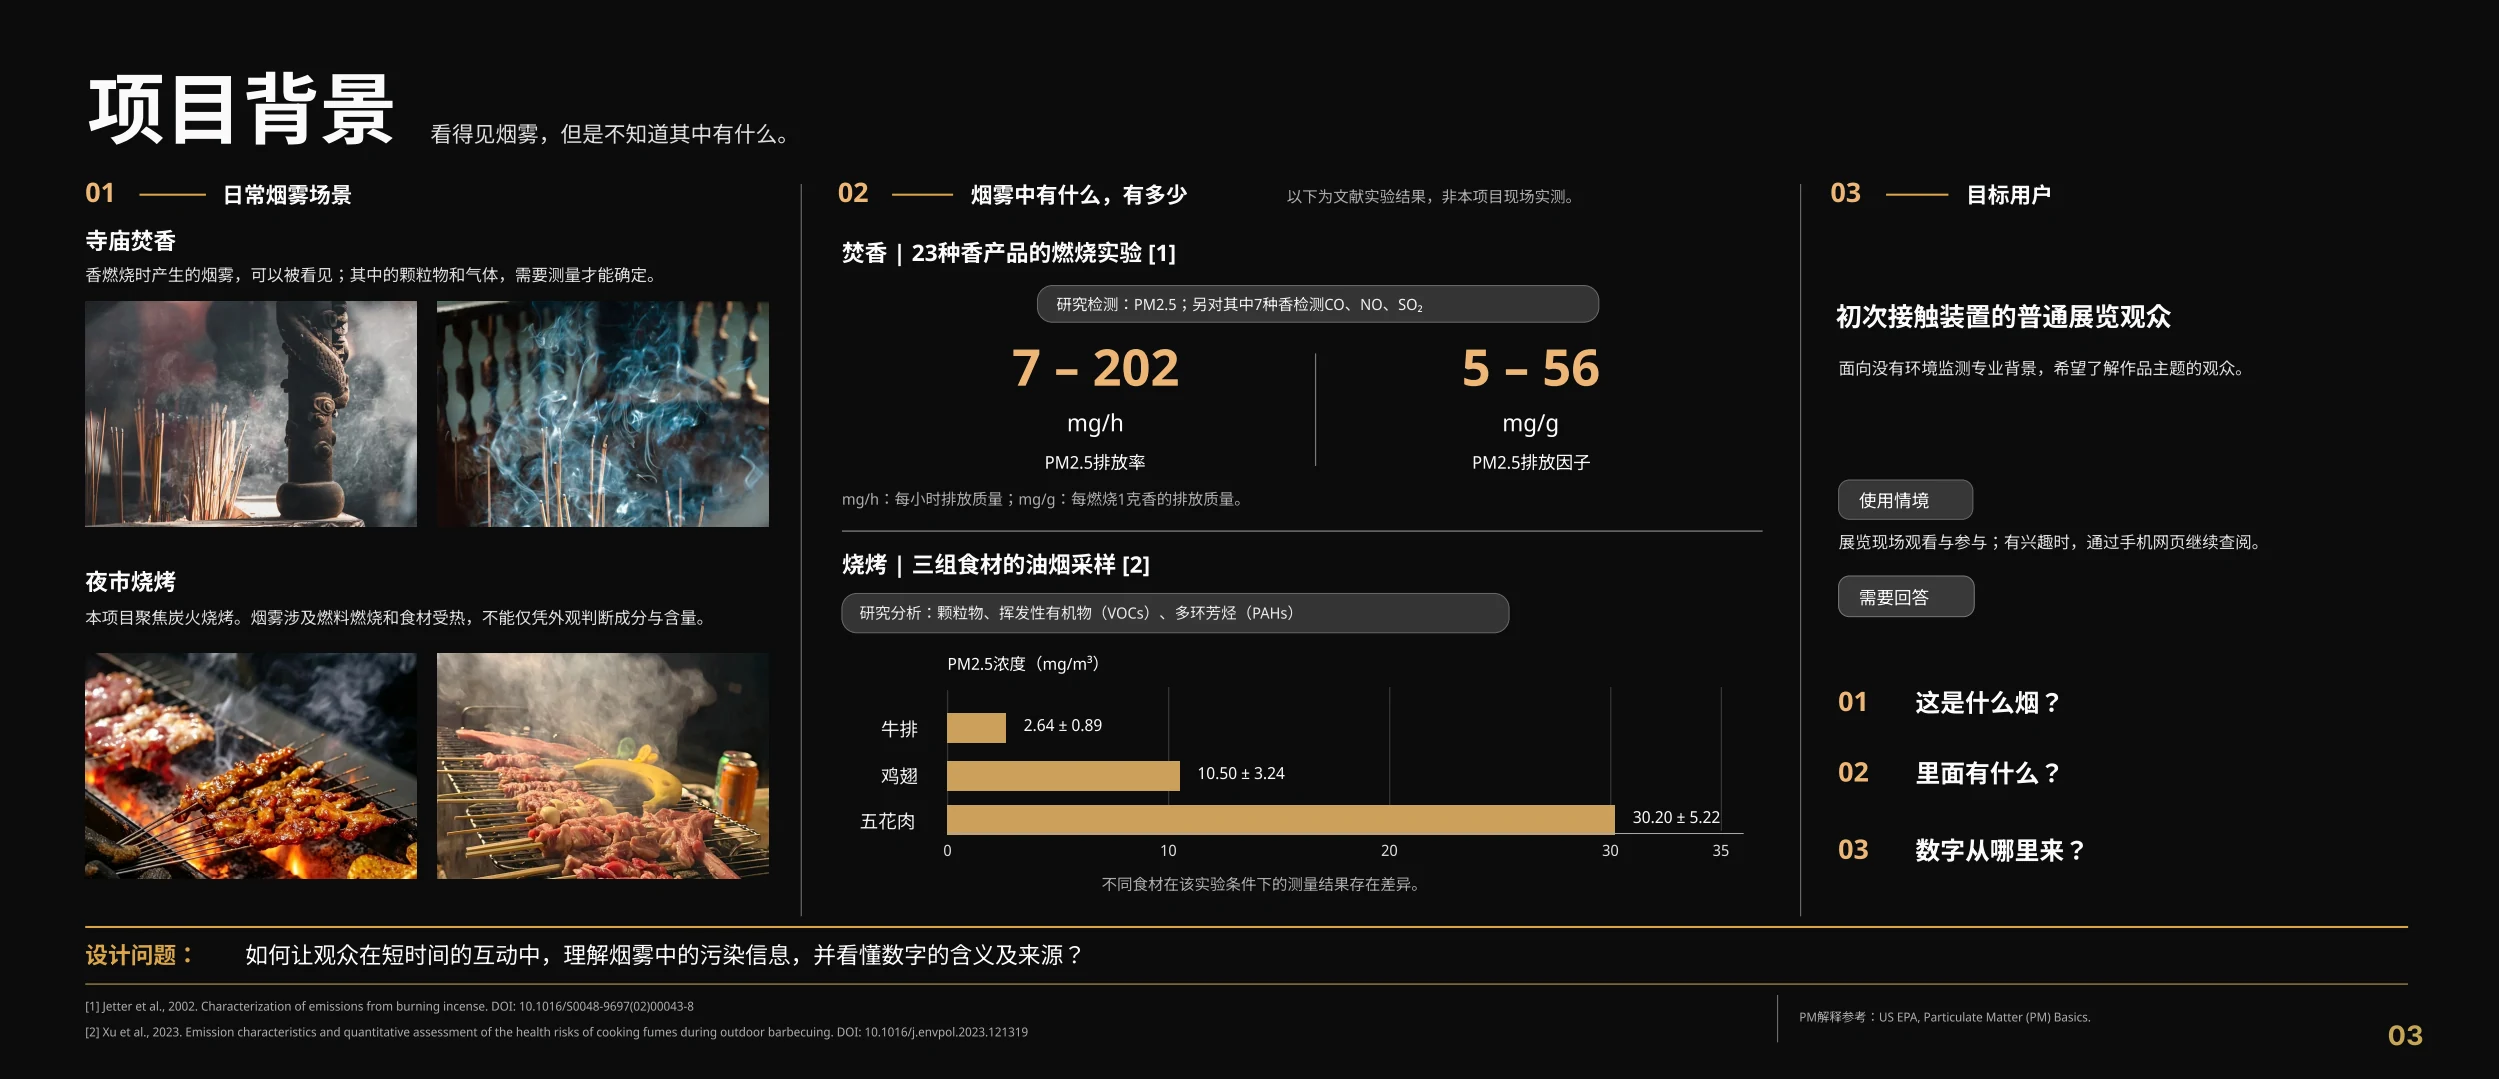 项目背景
看得见烟雾，但是不知道其中有什么。
01
日常烟雾场景
寺庙焚香
香燃烧时产生的烟雾，可以被看见；其中的颗粒物和气体，需要测量才能确定。
夜市烧烤
本项目聚焦炭火烧烤。烟雾涉及燃料燃烧和食材受热，不能仅凭外观判断成分与含量。
02
烟雾中有什么，有多少
以下为文献实验结果，非本项目现场实测。
焚香 | 23种香产品的燃烧实验 [1]
研究检测：PM2.5；另对其中7种香检测CO、NO、SO₂
7 – 202
mg/h
PM2.5排放率
5 – 56
mg/g
PM2.5排放因子
mg/h：每小时排放质量；mg/g：每燃烧1克香的排放质量。
烧烤 | 三组食材的油烟采样 [2]
研究分析：颗粒物、挥发性有机物（VOCs）、多环芳烃（PAHs）
PM2.5浓度（mg/m³）
牛排
2.64 ± 0.89
鸡翅
10.50 ± 3.24
五花肉
30.20 ± 5.22
0 10 20 30 35
不同食材在该实验条件下的测量结果存在差异。
03
目标用户
初次接触装置的普通展览观众
面向没有环境监测专业背景，希望了解作品主题的观众。
使用情境
展览现场观看与参与；有兴趣时，通过手机网页继续查阅。
需要回答
01 这是什么烟？
02 里面有什么？
03 数字从哪里来？
设计问题： 如何让观众在短时间的互动中，理解烟雾中的污染信息，并看懂数字的含义及来源？
[1] Jetter et al., 2002. Characterization of emissions from burning incense. DOI: 10.1016/S0048-9697(02)00043-8
[2] Xu et al., 2023. Emission characteristics and quantitative assessment of the health risks of cooking fumes during outdoor barbecuing. DOI: 10.1016/j.envpol.2023.121319
PM解释参考：US EPA, Particulate Matter (PM) Basics.
03